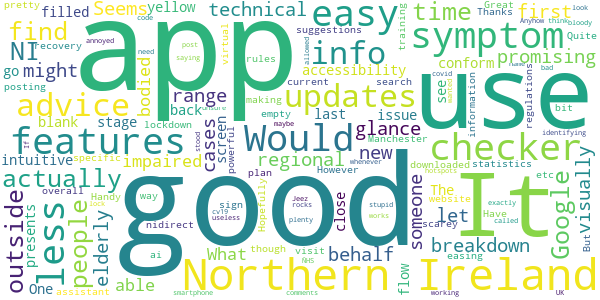 pretty
filled
Seems
yellow
technical
suggestions
find
recovery
code
annoyed
app
virtual
post
saying
rules
allowed
need
easy
training
think
time
first
Thanks
Great
look
Anyhow
bloody
Quite
symptom
promising
NI
go
might
posting
bodied
info
accessibility
current
search
conform
use
advice
range
back
making
empty
last
issue
see
covid
wanted
bad
bit
information
regulations
blank
stage
lockdown
updates
Manchester
identifying
features
cases
screen
powerful
Would
glance
checker
intuitive
specific
impaired
stood
maybe
regional
new
downloaded
statistics
visually
outside
less
actually
overall
way
However
plan
someone
The
website
etc
Google
But
presents
people
Handy
elderly
nidirect
good
sign
cv19
useless
Jeez
rocks
plenty
close
behalf
stupid
works
let
scarey
breakdown
It
Have
called
exactly
hotspots
One
able
ai
Hopefully
What
though
visit
NHS
flow
easing
whenever
assistant
Northern Ireland
smartphone
comments
working
UK